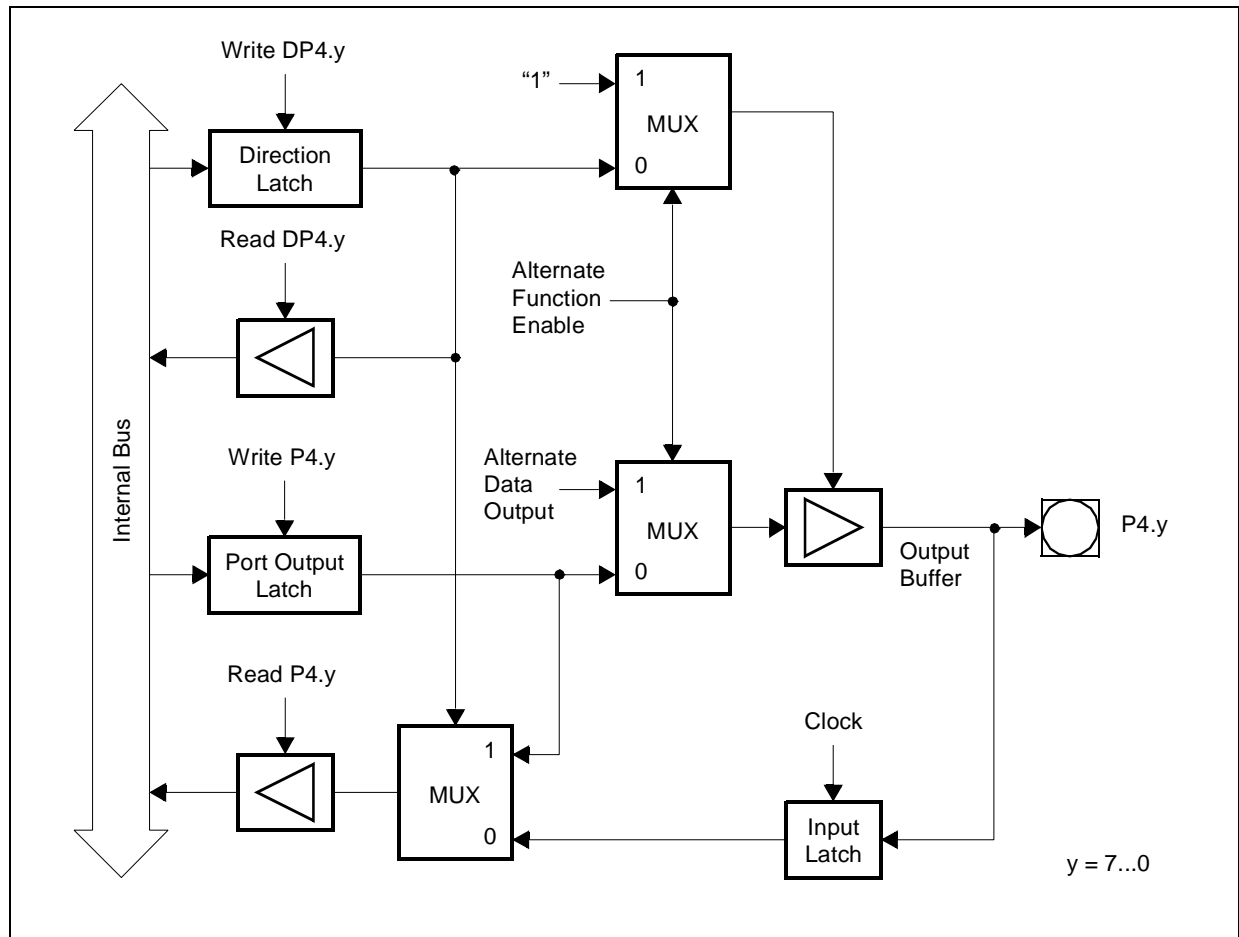 Write DP4.y
“1”
1
MUX
0
Direction
Latch
Read DP4.y
Alternate
Function
Enable
Internal Bus
Write P4.y
Alternate
Data
Output
1
MUX
0
P4.y
Output
Buffer
Port Output
Latch
Read P4.y
Clock
1
MUX
0
Input
Latch
y = 7...0